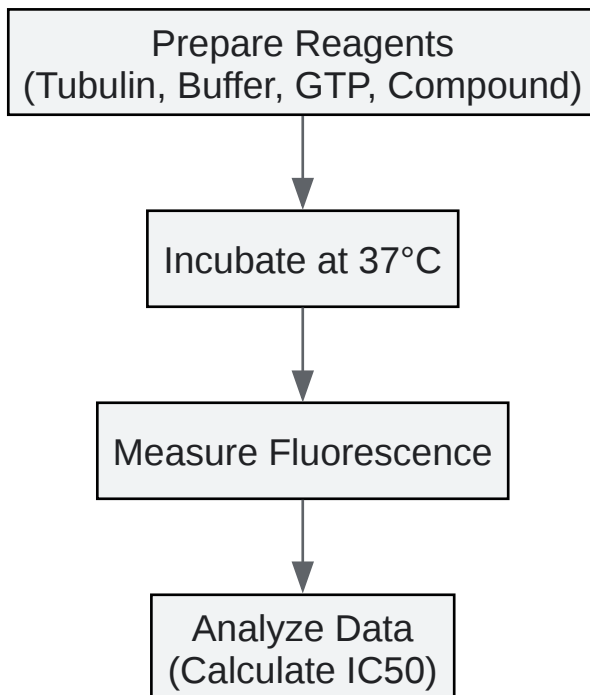 Prepare Reagents
(Tubulin, Buffer, GTP, Compound)
Incubate at 37°C
Measure Fluorescence
Analyze Data
(Calculate IC50)